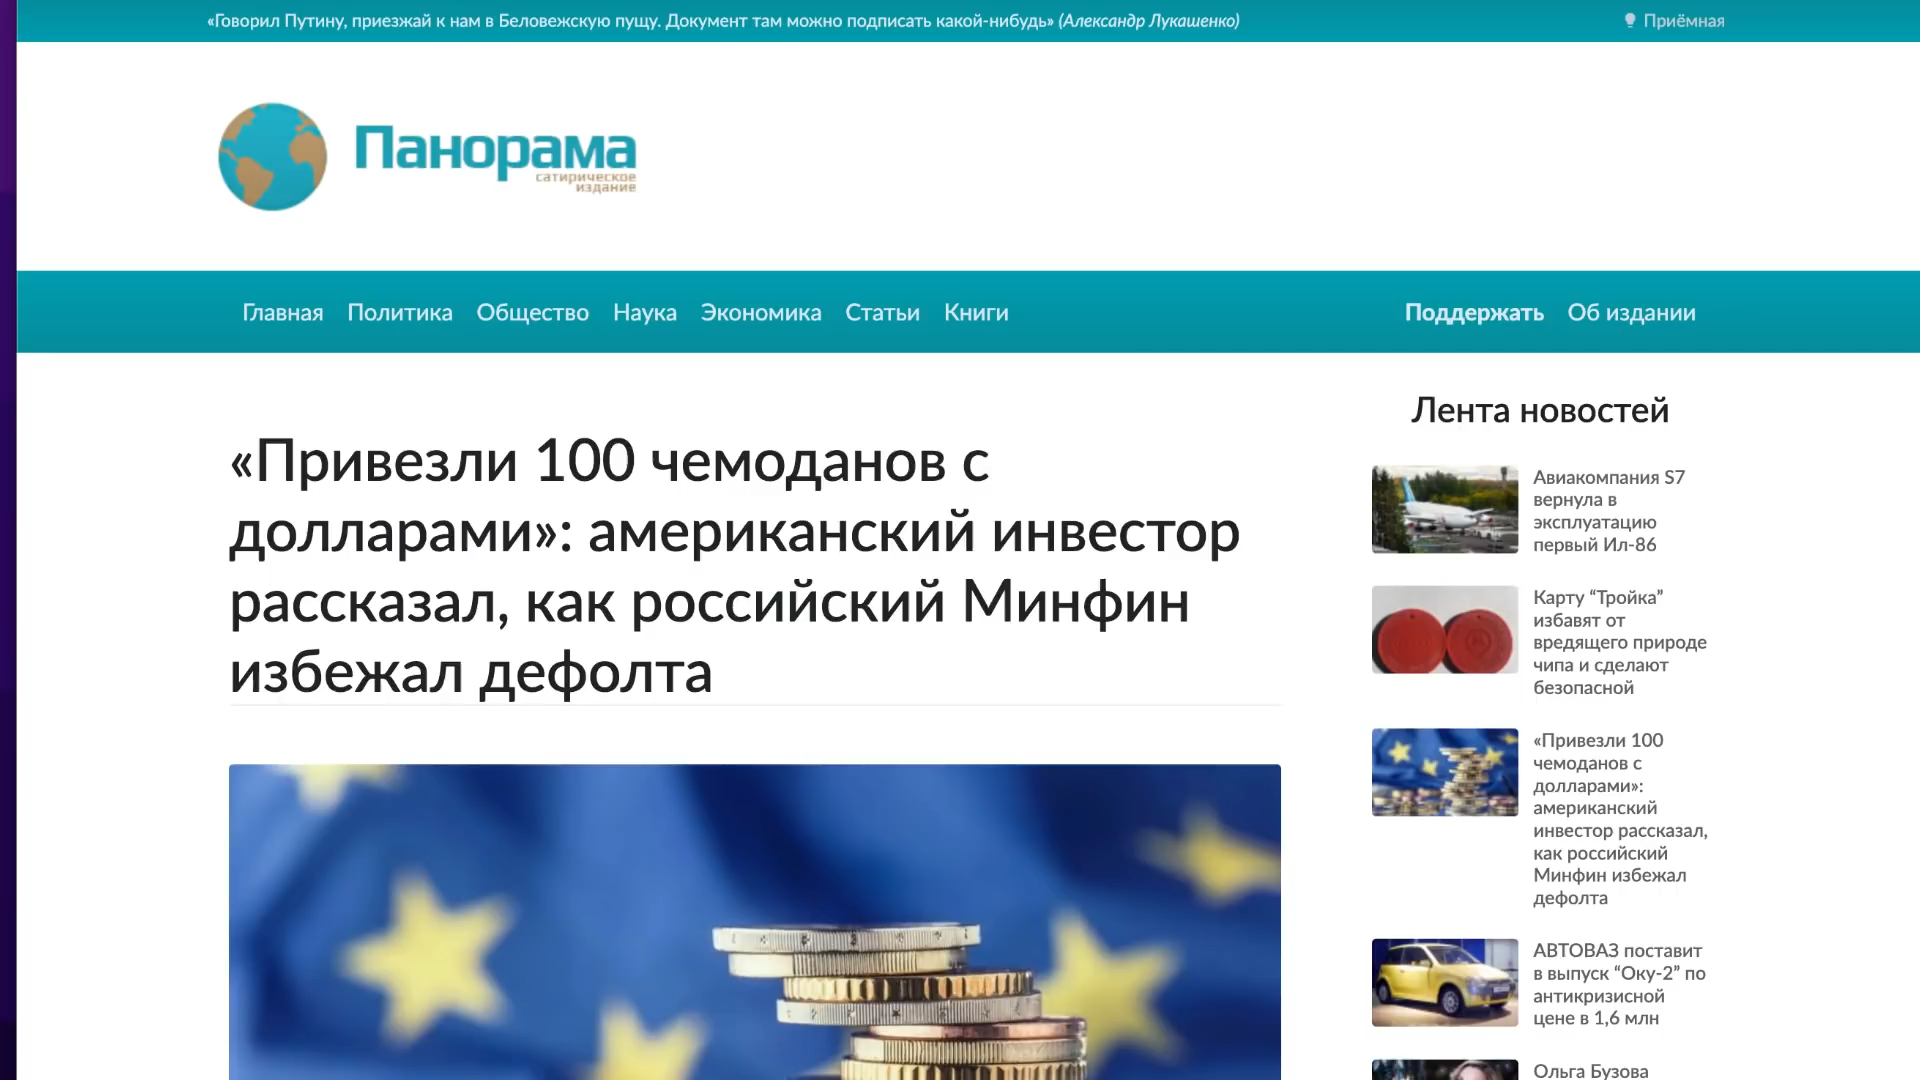 «Говорил Путину, приезжай к нам в Беловежскую пущу. Документ там можно подписать какой-нибудь» (Александр Лукашенко)
Приёмная
Панорама
сатирическое
издание
Главная Политика Общество Наука Экономика Статьи Книги
Поддержать Об издании
«Привезли 100 чемоданов с
долларами»: американский инвестор
рассказал, как российский Минфин
избежал дефолта
Лента новостей
Авиакомпания S7
вернула в
эксплуатацию
первый Ил-86
Карту “Тройка”
избавят от
вредящего природе
чипа и сделают
безопасной
«Привезли 100
чемоданов с
долларами»:
американский
инвестор рассказал,
как российский
Минфин избежал
дефолта
АВТОВАЗ поставит
в выпуск “Оку-2” по
антикризисной
цене в 1,6 млн
Ольга Бузова